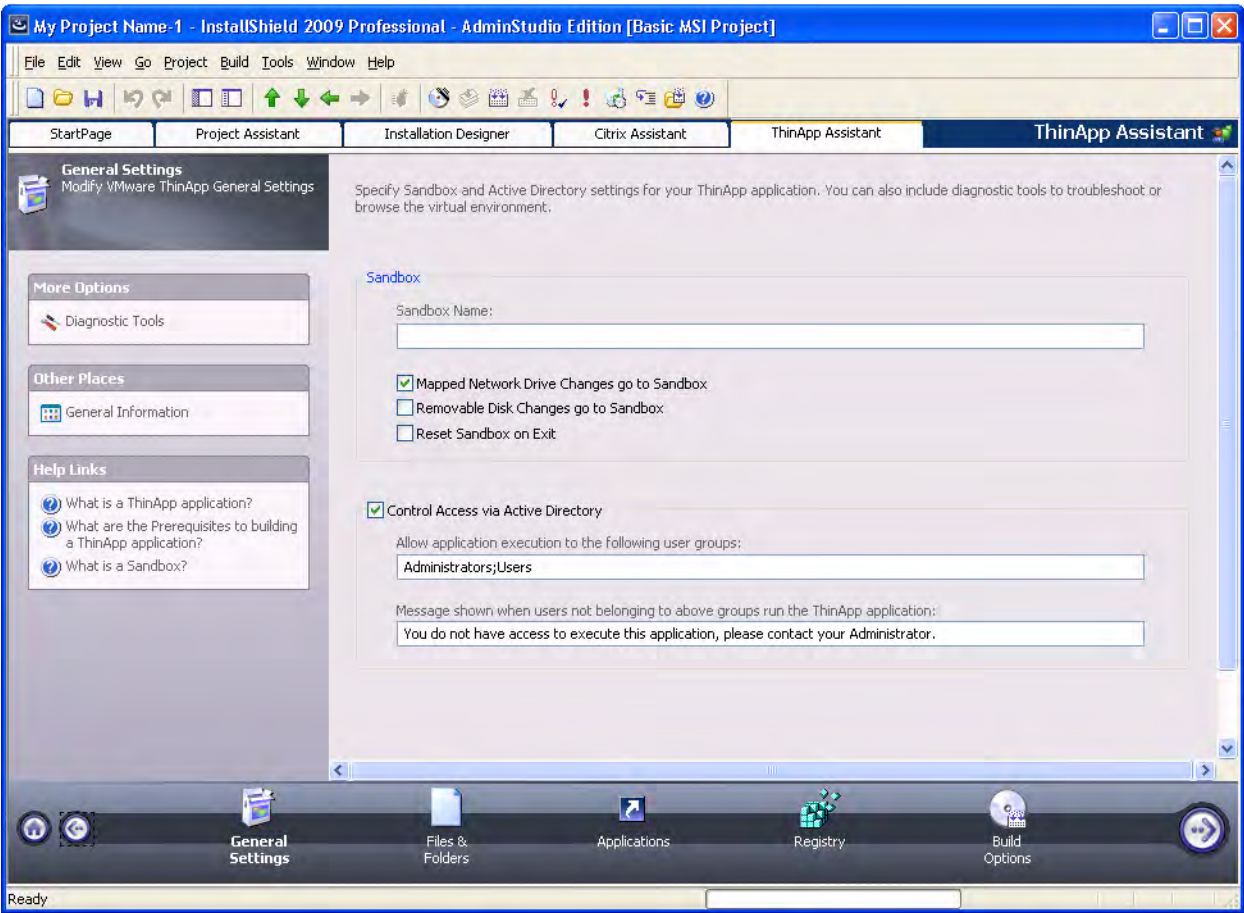 My Project Name-1 - InstallShield 2009 Professional - AdminStudio Edition [Basic MSI Project]
File Edit View Go Project Build Tools Window Help
StartPage Project Assistant Installation Designer Citrix Assistant ThinApp Assistant ThinApp Assistant
General Settings
Modify VMware ThinApp General Settings
More Options
Diagnostic Tools
Other Places
General Information
Help Links
What is a ThinApp application?
What are the Prerequisites to building
a ThinApp application?
What is a Sandbox?
Specify Sandbox and Active Directory settings for your ThinApp application. You can also include diagnostic tools to troubleshoot or
browse the virtual environment.
Sandbox
Sandbox Name:
Mapped Network Drive Changes go to Sandbox
Removable Disk Changes go to Sandbox
Reset Sandbox on Exit
Control Access via Active Directory
Allow application execution to the following user groups:
Administrators;Users
Message shown when users not belonging to above groups run the ThinApp application:
You do not have access to execute this application, please contact your Administrator.
General
Settings
Files &
Folders
Applications
Registry
Build
Options
Ready